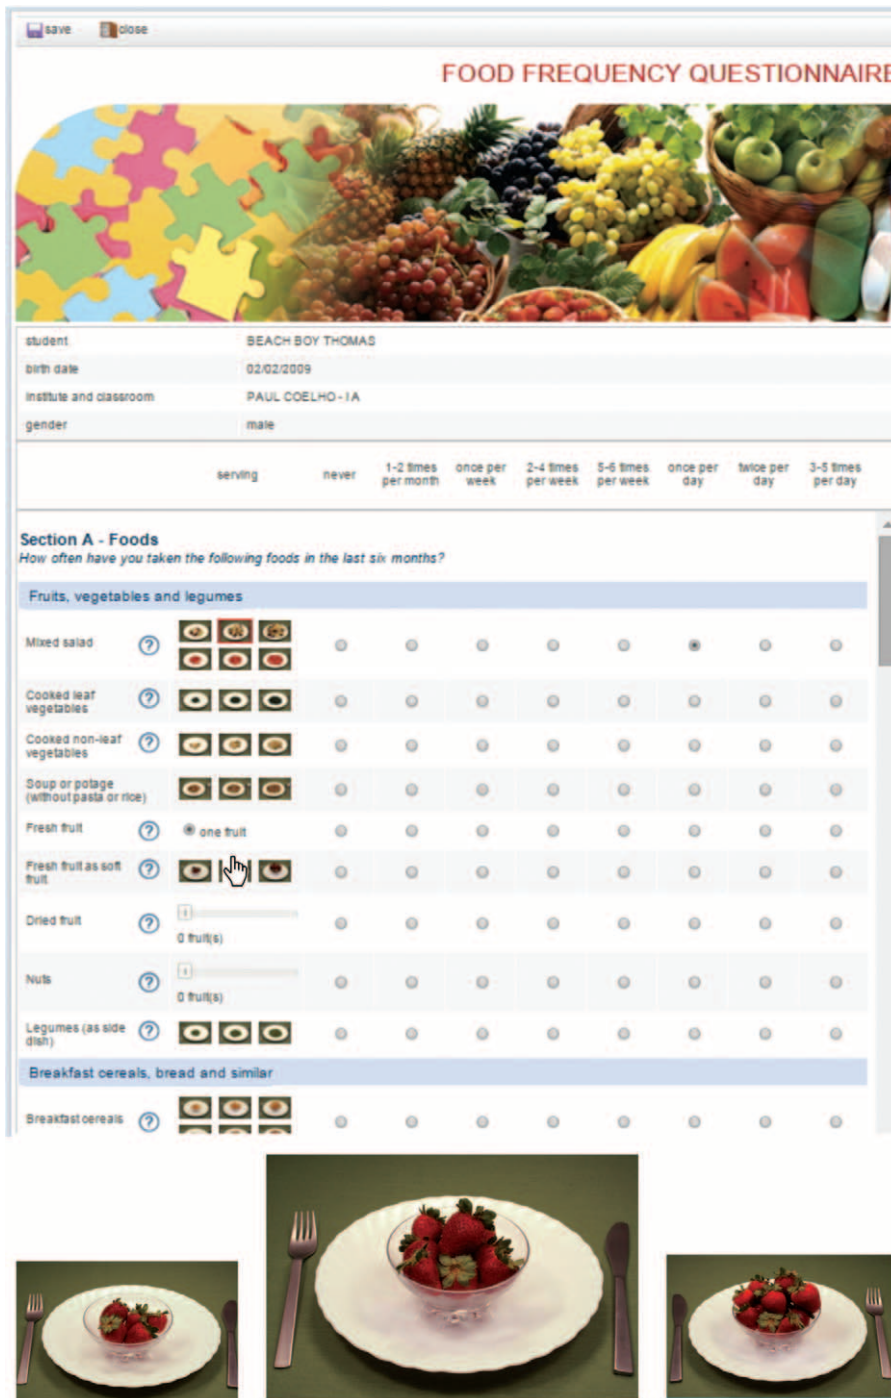 save close
FOOD FREQUENCY QUESTIONNAIRE
student BEACH BOY THOMAS
birth date 02/02/2009
institute and classroom PAUL COELHO - I A
gender male
serving never 1-2 times per month once per week 2-4 times per week 5-6 times per week once per day twice per day 3-5 times per day
Section A - Foods
How often have you taken the following foods in the last six months?
Fruits, vegetables and legumes
Mixed salad ?
Cooked leaf
vegetables ?
Cooked non-leaf
vegetables ?
Soup or potage
(without pasta or rice)
Fresh fruit ? one fruit
Fresh fruit as soft
fruit ?
Dried fruit ?
0 fruit(s)
Nuts ?
0 fruit(s)
Legumes (as side
dish) ?
Breakfast cereals, bread and similar
Breakfast cereals ?